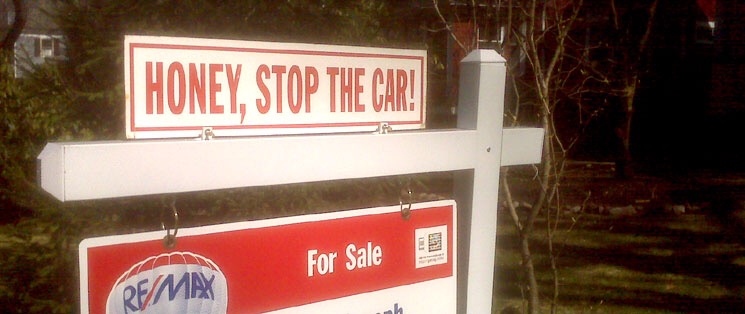 HONEY, STOP THE CAR!
For Sale
RE/MAX